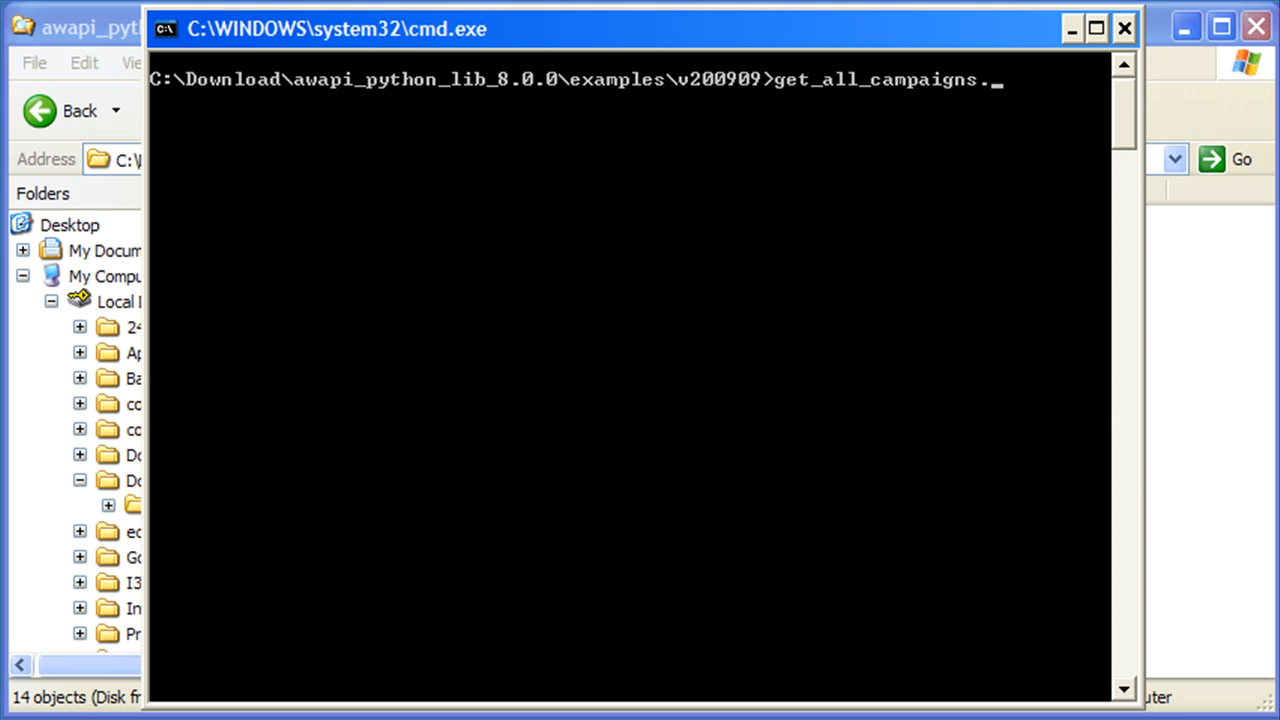 awapi_pyth
C:\WINDOWS\system32\cmd.exe
File Edit
C:\Download\awapi_python_lib_8.0.0\examples\v200909>get_all_campaigns._
Back
Address
Go
Folders
Desktop
My Docum
My Compu
Local
14 objects (Disk fr